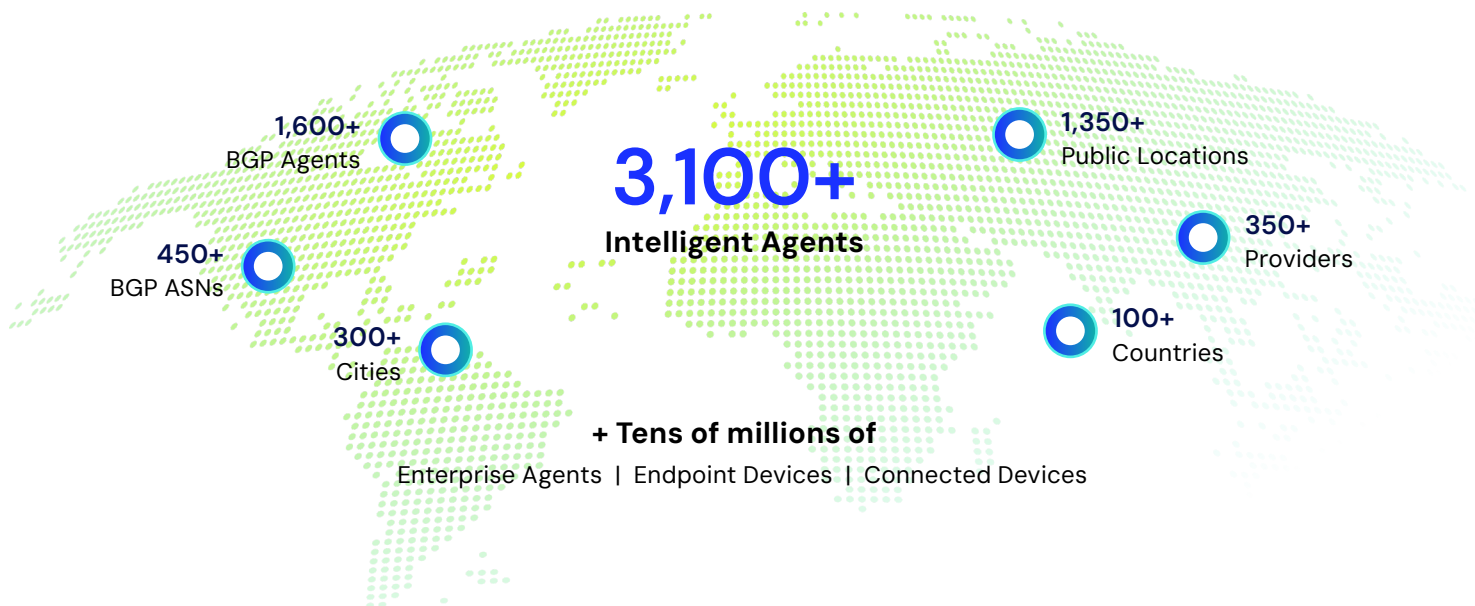 1,600+
BGP Agents
450+
BGP ASNs
300+
Cities
3,100+
Intelligent Agents
1,350+
Public Locations
350+
Providers
100+
Countries
+ Tens of millions of
Enterprise Agents | Endpoint Devices | Connected Devices